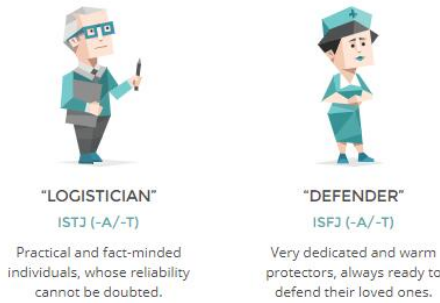 "LOGISTICIAN"
ISTJ (-A/-T)
Practical and fact-minded
individuals, whose reliability
cannot be doubted.
"DEFENDER"
ISFJ (-A/-T)
Very dedicated and warm
protectors, always ready to
defend their loved ones.